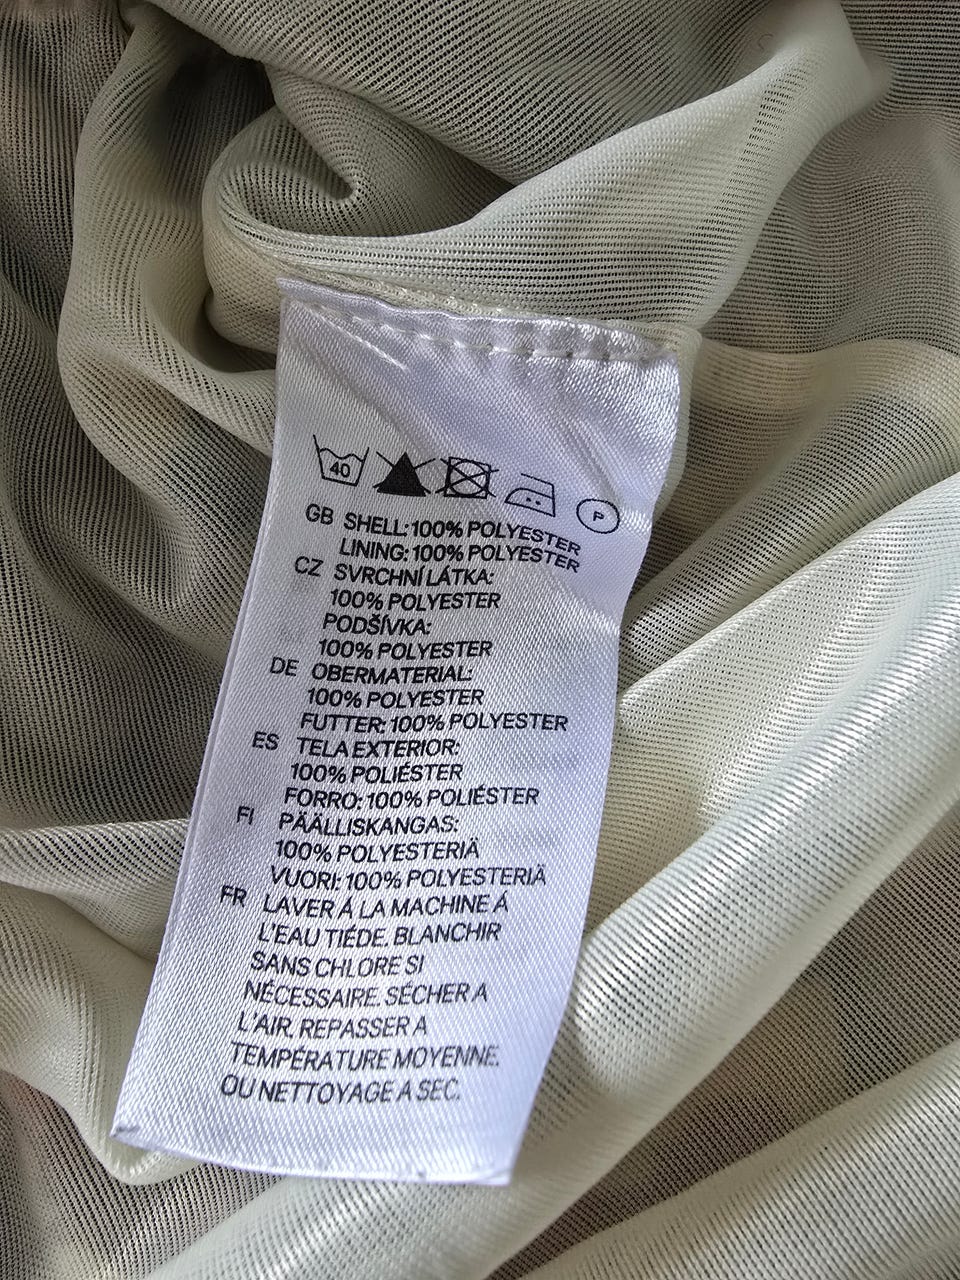 40
P
GB SHELL: 100% POLYESTER
LINING: 100% POLYESTER
CZ SVRCHNÍ LÁTKA:
100% POLYESTER
PODŠÍVKA:
100% POLYESTER
DE OBERMATERIAL:
100% POLYESTER
FUTTER: 100% POLYESTER
ES TELA EXTERIOR:
100% POLIÉSTER
FORRO: 100% POLIÉSTER
FI PÄÄLLISKANGAS:
100% POLYESTERIÄ
VUORI: 100% POLYESTERIÄ
FR LAVER Á LA MACHINE Á
L'EAU TIÉDE. BLANCHIR
SANS CHLORE SI
NÉCESSAIRE. SÉCHER A
L'AIR. REPASSER A
TEMPÉRATURE MOYENNE.
OU NETTOYAGE A SEC.